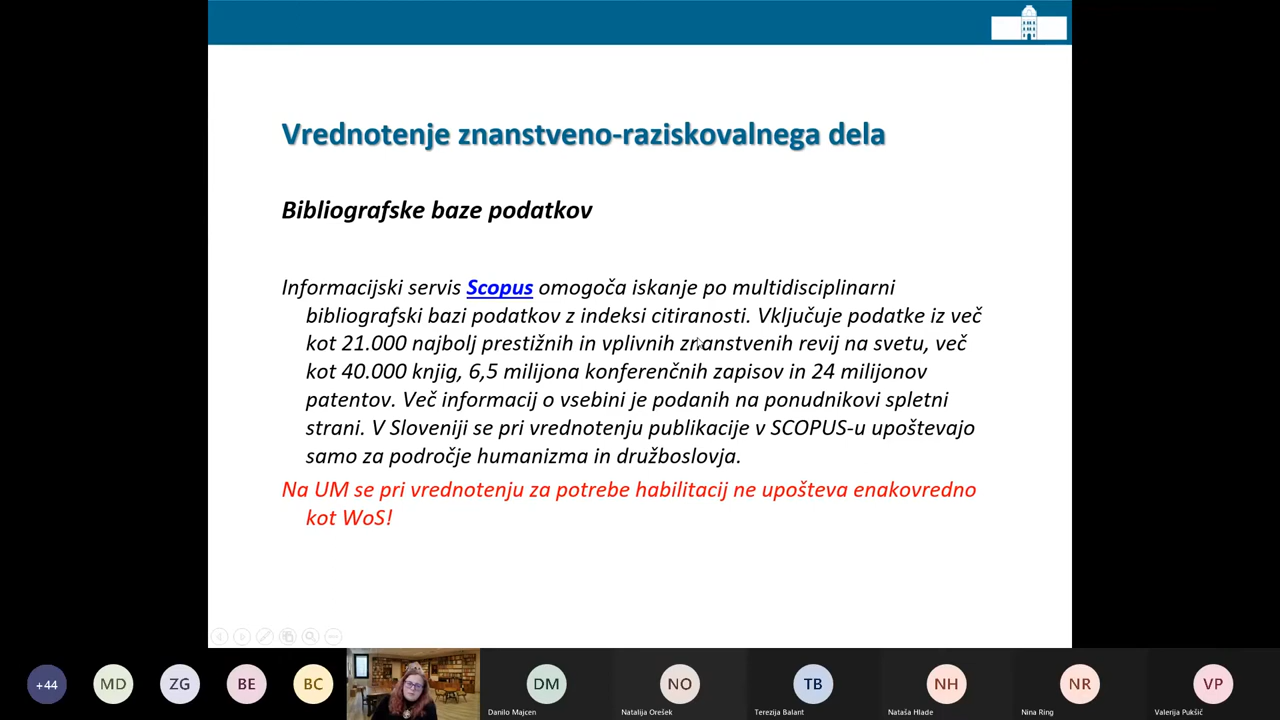 Vrednotenje znanstveno-raziskovalnega dela
Bibliografske baze podatkov
Informacijski servis Scopus omogoča iskanje po multidisciplinarni
bibliografski bazi podatkov z indeksi citiranosti. Vključuje podatke iz več
kot 21.000 najbolj prestižnih in vplivnih znanstvenih revij na svetu, več
kot 40.000 knjig, 6,5 milijona konferenčnih zapisov in 24 milijonov
patentov. Več informacij o vsebini je podanih na ponudnikovi spletni
strani. V Sloveniji se pri vrednotenju publikacije v SCOPUS-u upoštevajo
samo za področje humanizma in družboslovja.
Na UM se pri vrednotenju za potrebe habilitacij ne upošteva enakovredno
kot WoS!
+44
MD
ZG
BE
BC
DM
NO
TB
NH
NR
VP
Danilo Majcen
Natalija Orešek
Terezija Balant
Nataša Hlade
Nina Ring
Valerija Pukšič